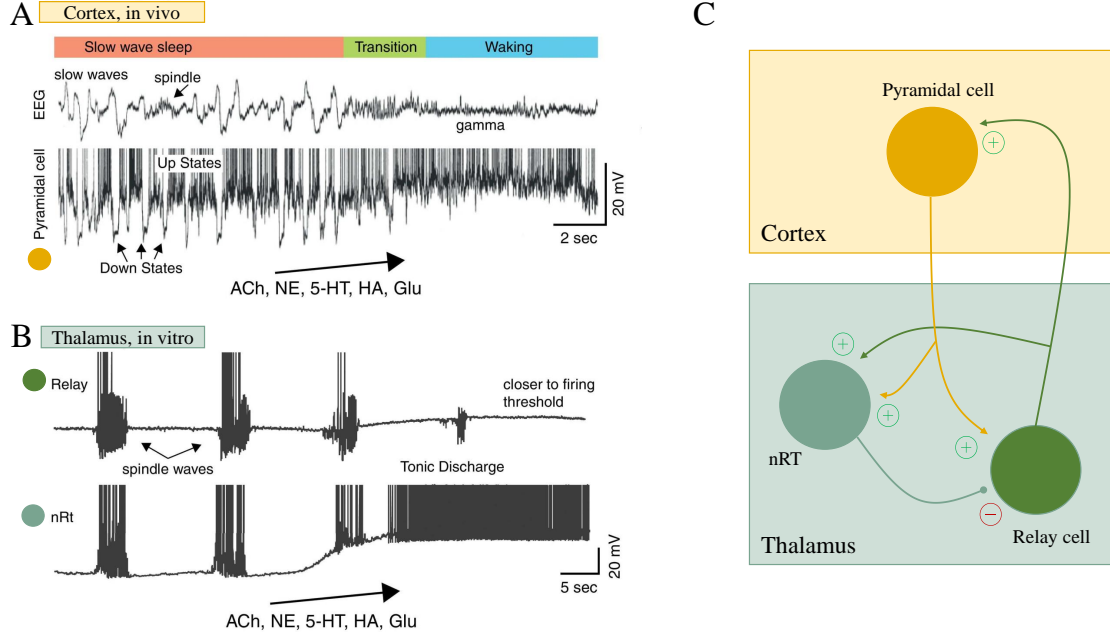 A
Cortex, in vivo
Slow wave sleep
Transition
Waking
slow waves
spindle
EEG
gamma
Pyramidal cell
Up States
20 mV
2 sec
Down States
ACh, NE, 5-HT, HA, Glu
B
Thalamus, in vitro
Relay
closer to firing
threshold
spindle waves
Tonic Discharge
nRt
20 mV
5 sec
ACh, NE, 5-HT, HA, Glu
C
Pyramidal cell
+
Cortex
+
+
+
nRT
−
Relay cell
Thalamus